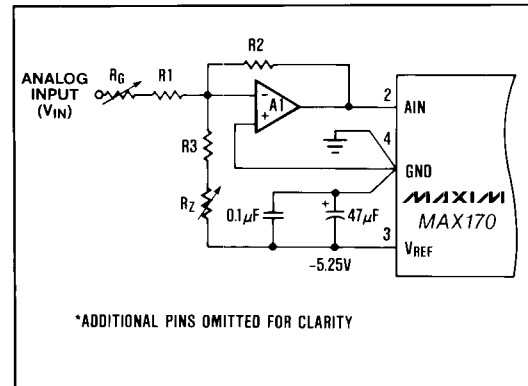 R2
ANALOG
INPUT
(VIN)
RG
R1
A1
−
+
2
AIN
4
GND
R3
RZ
0.1µF
+
47µF
MAXIM
MAX170
3
VREF
−5.25V
*ADDITIONAL PINS OMITTED FOR CLARITY